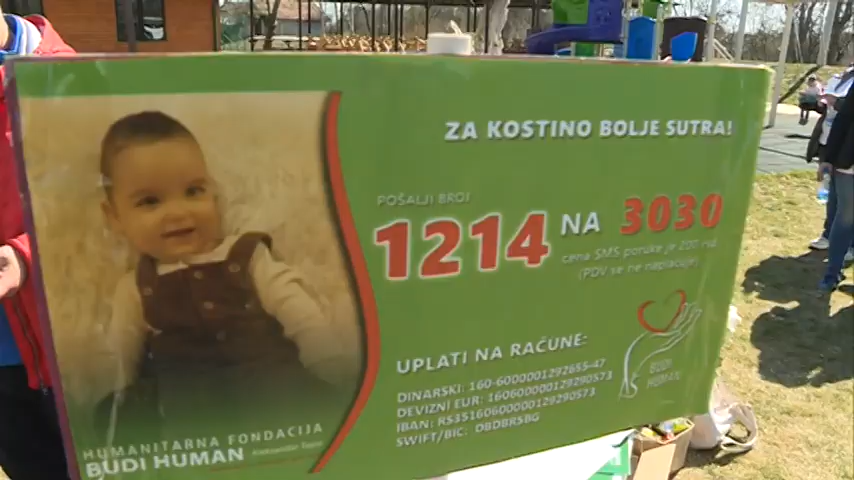 ZA KOSTINO BOLJE SUTRA!
POŠALJI BROJ
1214 NA 3030
cena SMS poruke je 200 rsd
(PDV se ne naplaćuje)
UPLATI NA RAČUNE:
DINARSKI: 160-6000001292655-47
DEVIZNI EUR: 1606000001291290573
IBAN: RS35160600000129290573
SWIFT/BIC: DBDBRSBG
BUDI
HUMAN
HUMANITARNA FONDACIJA
BUDI HUMAN